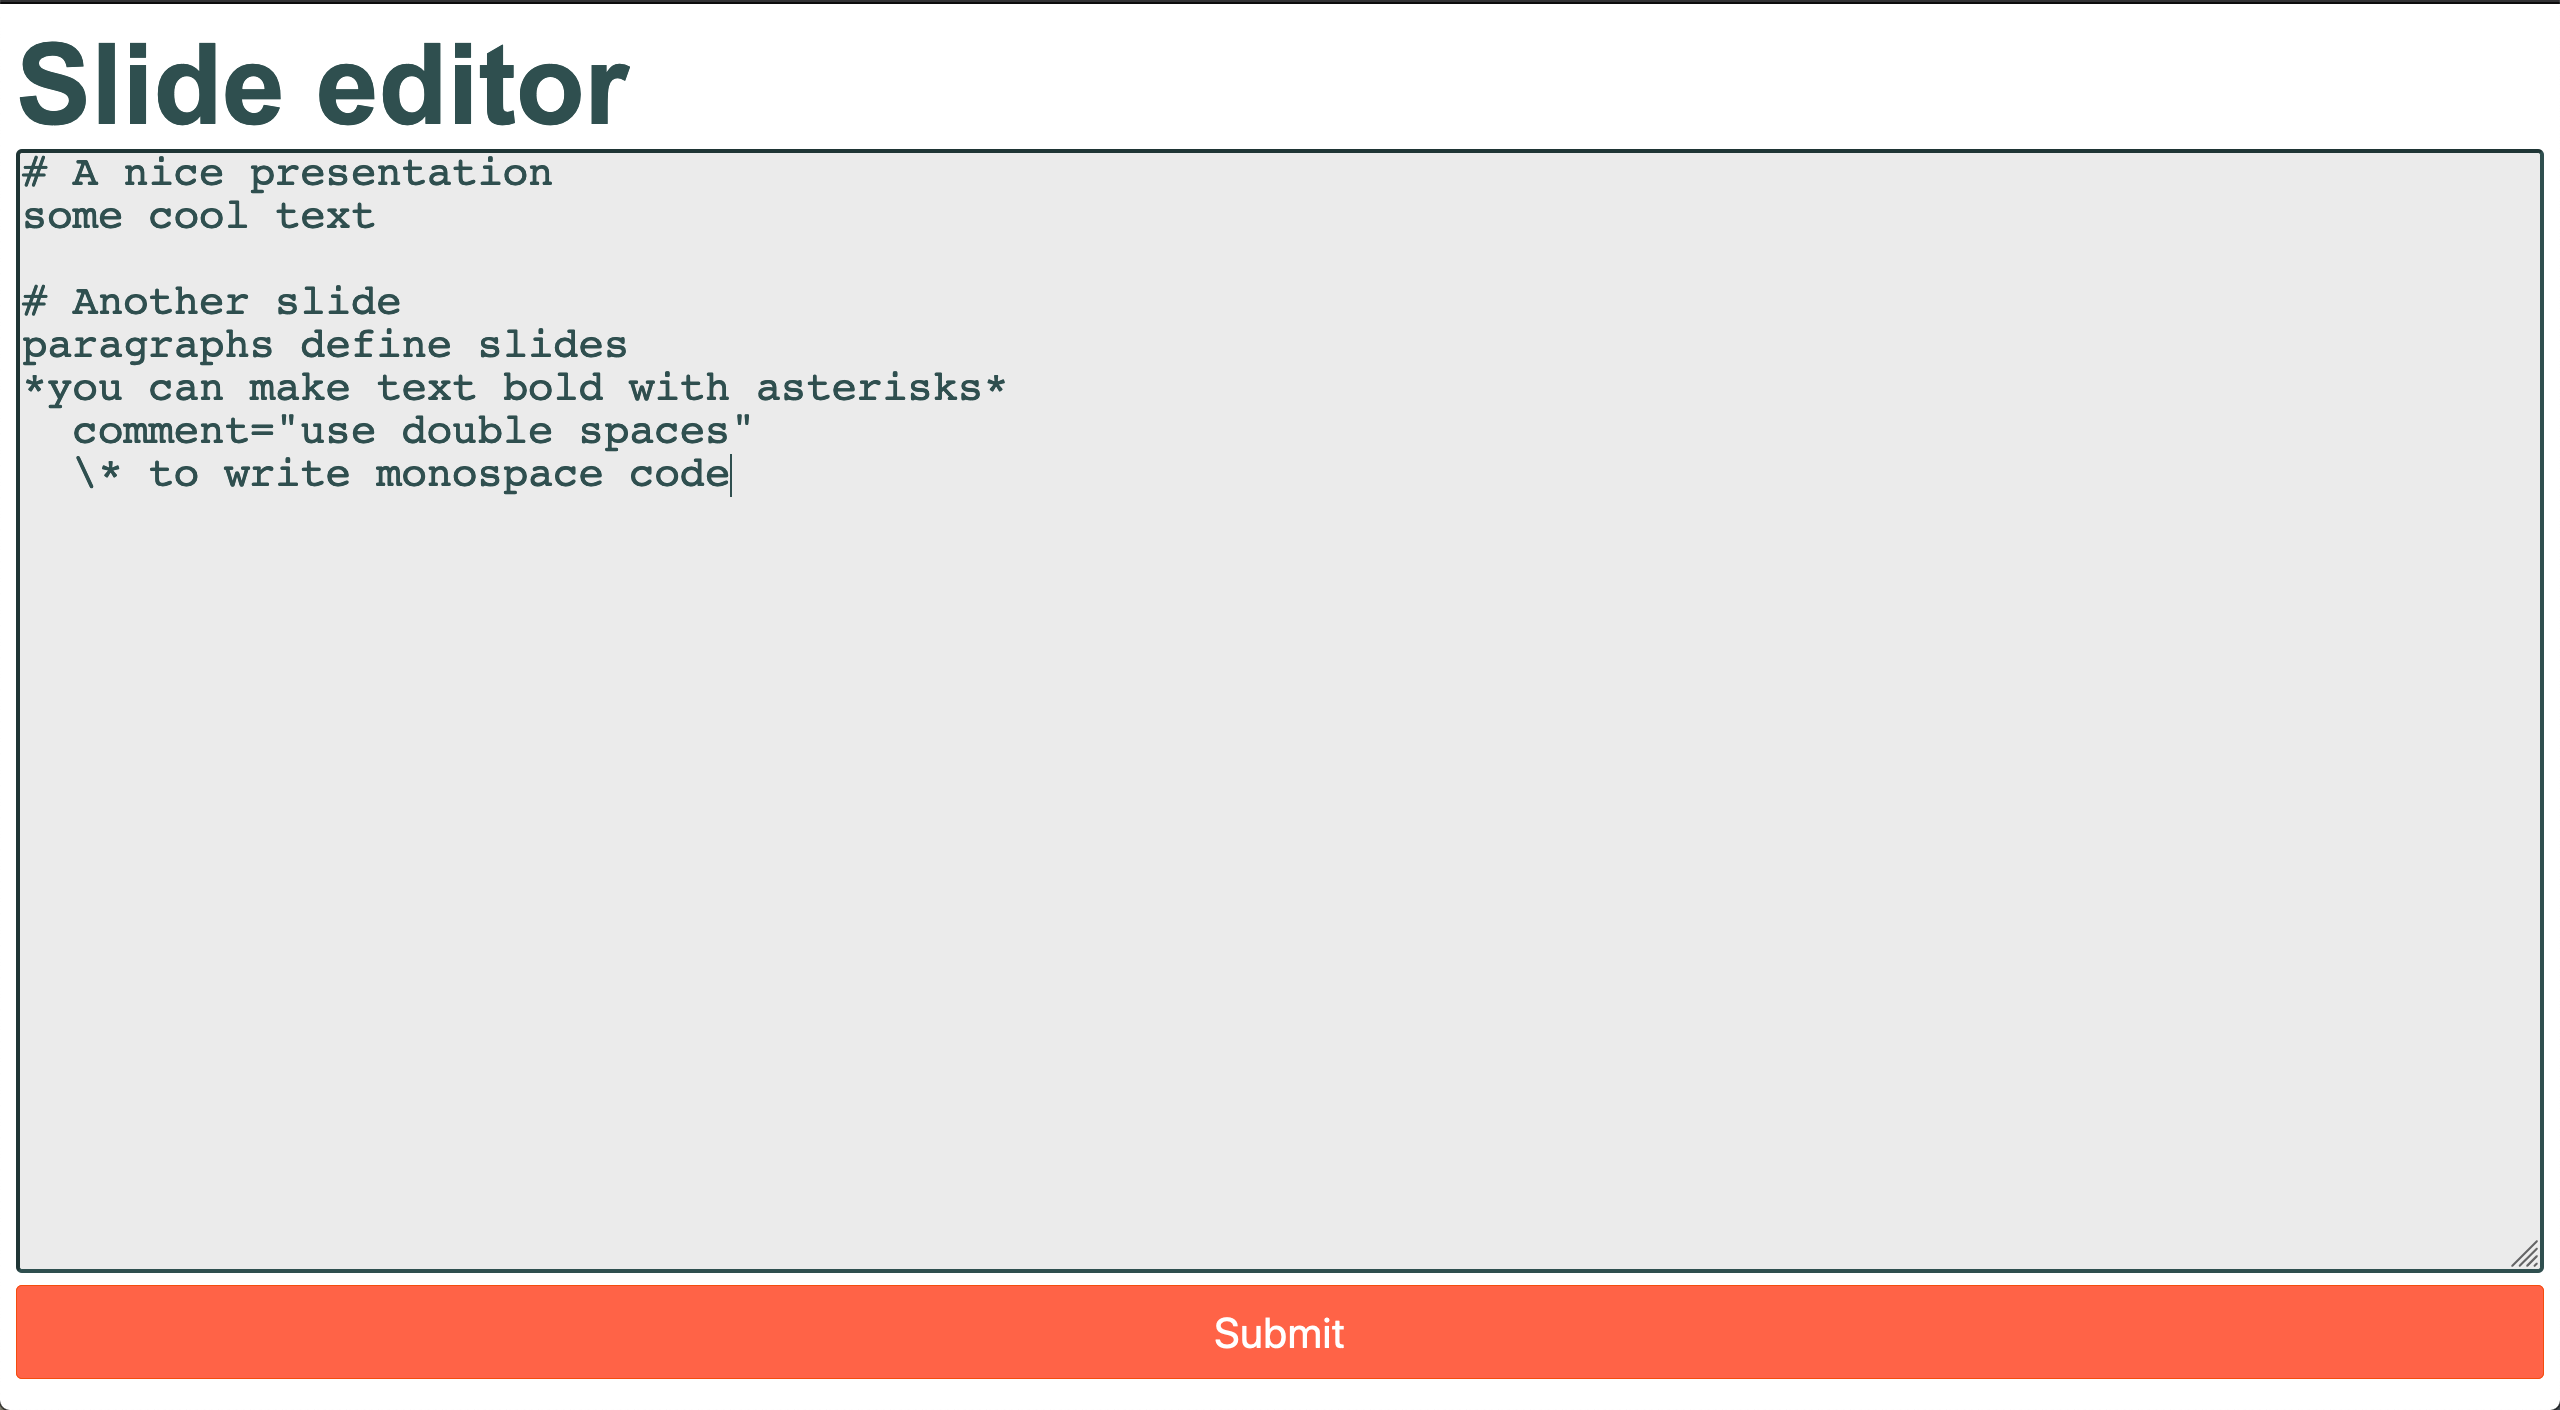 Slide editor
# A nice presentation
some cool text

# Another slide
paragraphs define slides
*you can make text bold with asterisks*
  comment="use double spaces"
  \* to write monospace code
Submit